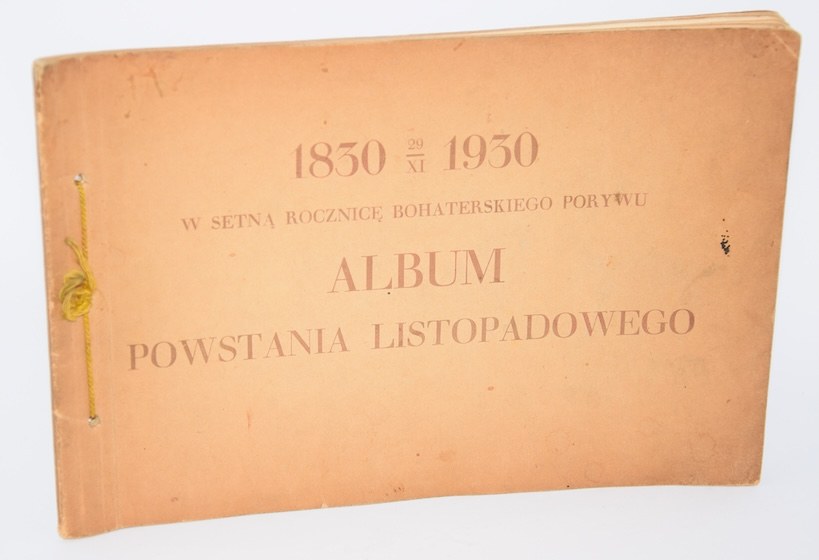 1830 29/XI 1930
W SETNĄ ROCZNICĘ BOHATERSKIEGO PORYWU
ALBUM
POWSTANIA LISTOPADOWEGO